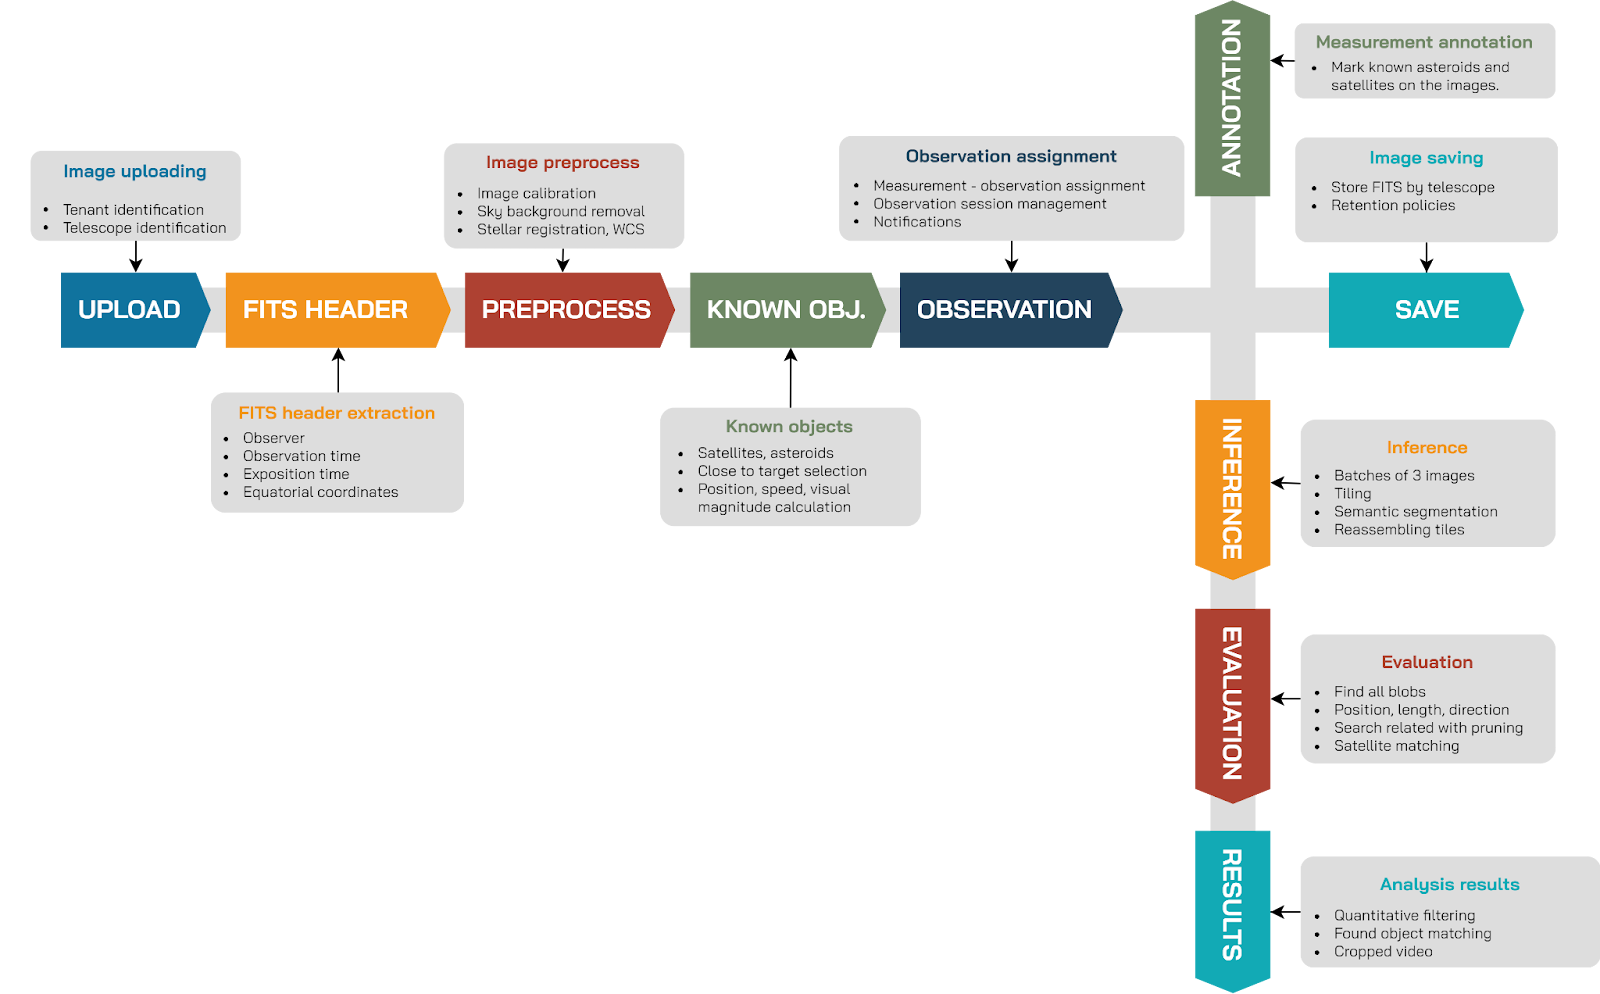 ANNOTATION
Measurement annotation
• Mark known asteroids and
satellites on the images.
Image uploading
• Tenant identification
• Telescope identification
Image preprocess
• Image calibration
• Sky background removal
• Stellar registration, WCS
Observation assignment
• Measurement - observation assignment
• Observation session management
• Notifications
Image saving
• Store FITS by telescope
• Retention policies
UPLOAD
FITS HEADER
PREPROCESS
KNOWN OBJ.
OBSERVATION
SAVE
FITS header extraction
• Observer
• Observation time
• Exposition time
• Equatorial coordinates
Known objects
• Satellites, asteroids
• Close to target selection
• Position, speed, visual
magnitude calculation
INFERENCE
Inference
• Batches of 3 images
• Tiling
• Semantic segmentation
• Reassembling tiles
EVALUATION
Evaluation
• Find all blobs
• Position, length, direction
• Search related with pruning
• Satellite matching
RESULTS
Analysis results
• Quantitative filtering
• Found object matching
• Cropped video